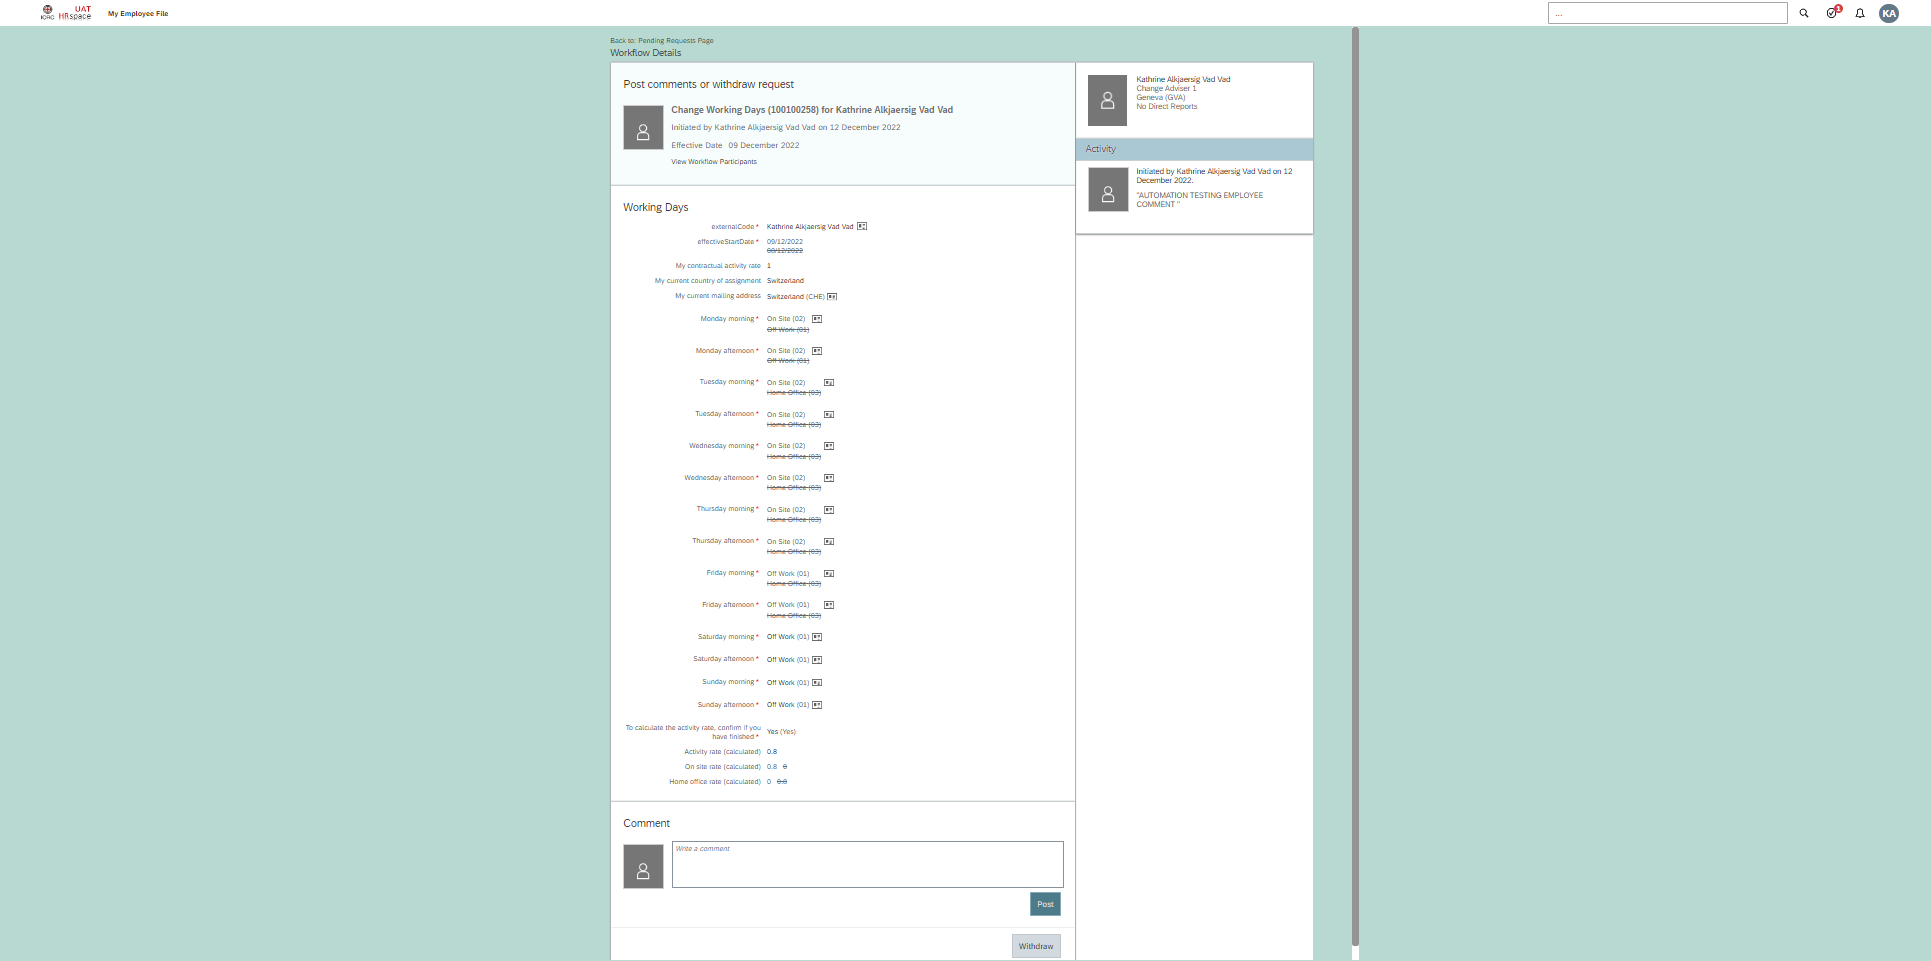 ICRC
UAT
HRspace
My Employee File
...
1
KA
Back to: Pending Requests Page
Workflow Details
Post comments or withdraw request
Change Working Days (100100258) for Kathrine Alkjaersig Vad Vad
Initiated by Kathrine Alkjaersig Vad Vad on 12 December 2022
Effective Date 09 December 2022
View Workflow Participants
Kathrine Alkjaersig Vad Vad
Change Adviser 1
Geneva (GVA)
No Direct Reports
Activity
Initiated by Kathrine Alkjaersig Vad Vad on 12
December 2022.
"AUTOMATION TESTING EMPLOYEE
COMMENT "
Working Days
externalCode * Kathrine Alkjaersig Vad Vad
effectiveStartDate * 09/12/2022
08/12/2022
My contractual activity rate 1
My current country of assignment Switzerland
My current mailing address Switzerland (CHE)
Monday morning * On Site (02)
Off Work (01)
Monday afternoon * On Site (02)
Off Work (01)
Tuesday morning * On Site (02)
Home Office (03)
Tuesday afternoon * On Site (02)
Home Office (03)
Wednesday morning * On Site (02)
Home Office (03)
Wednesday afternoon * On Site (02)
Home Office (03)
Thursday morning * On Site (02)
Home Office (03)
Thursday afternoon * On Site (02)
Home Office (03)
Friday morning * Off Work (01)
Home Office (03)
Friday afternoon * Off Work (01)
Home Office (03)
Saturday morning * Off Work (01)
Saturday afternoon * Off Work (01)
Sunday morning * Off Work (01)
Sunday afternoon * Off Work (01)
To calculate the activity rate, confirm if you
have finished * Yes (Yes)
Activity rate (calculated) 0.8
On site rate (calculated) 0.8 0
Home office rate (calculated) 0 0.8
Comment
Write a comment
Post
Withdraw